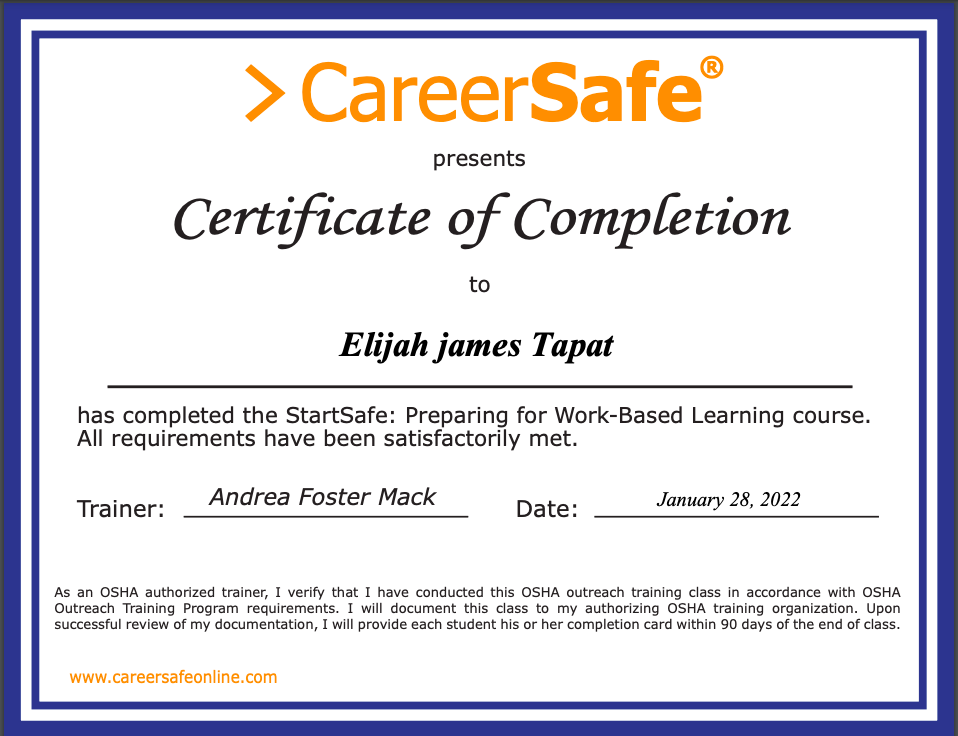 > CareerSafe®
presents
Certificate of Completion
to
Elijah james Tapat
has completed the StartSafe: Preparing for Work-Based Learning course.
All requirements have been satisfactorily met.
Trainer: Andrea Foster Mack Date: January 28, 2022
As an OSHA authorized trainer, I verify that I have conducted this OSHA outreach training class in accordance with OSHA
Outreach Training Program requirements. I will document this class to my authorizing OSHA training organization. Upon
successful review of my documentation, I will provide each student his or her completion card within 90 days of the end of class.
www.careersafeonline.com